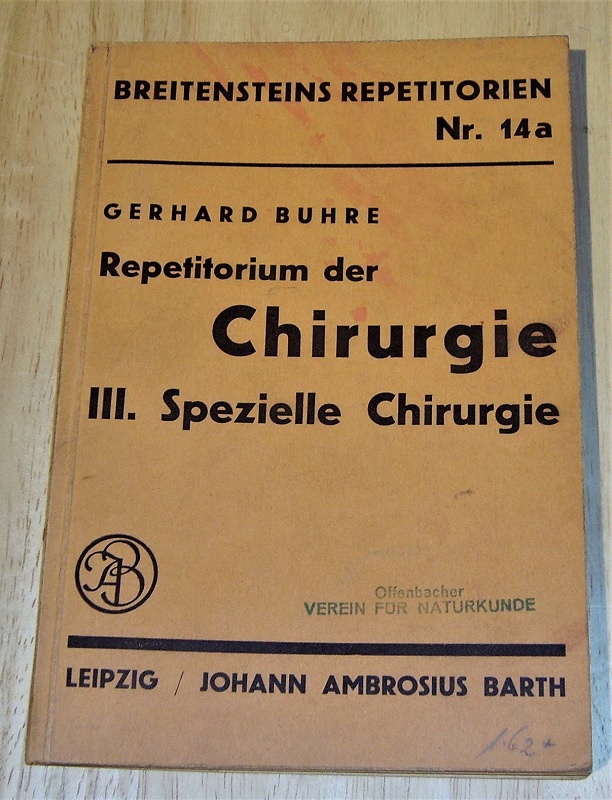 BREITENSTEINS REPETITORIEN
Nr. 14a
GERHARD BUHRE
Repetitorium der
Chirurgie
III. Spezielle Chirurgie
JAB
Offenbacher
VEREIN FÜR NATURKUNDE
LEIPZIG / JOHANN AMBROSIUS BARTH